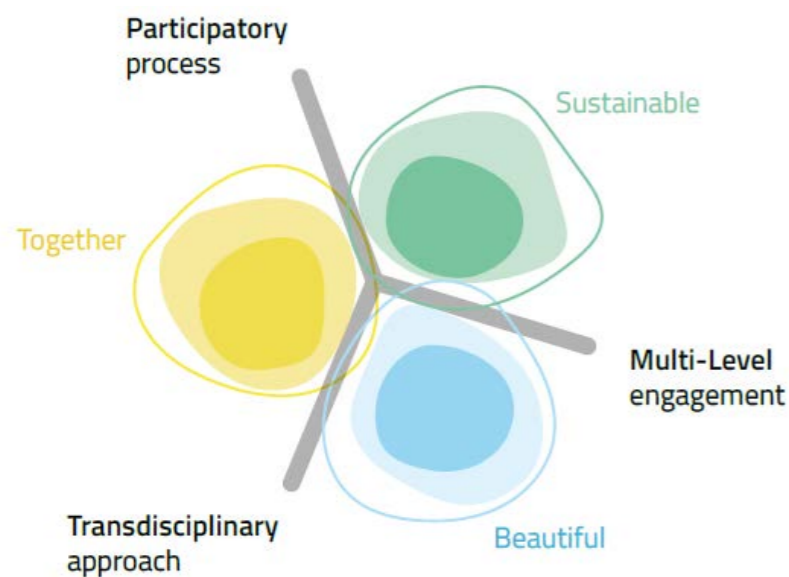 Participatory
process
Sustainable
Together
Multi-Level
engagement
Transdisciplinary
approach
Beautiful